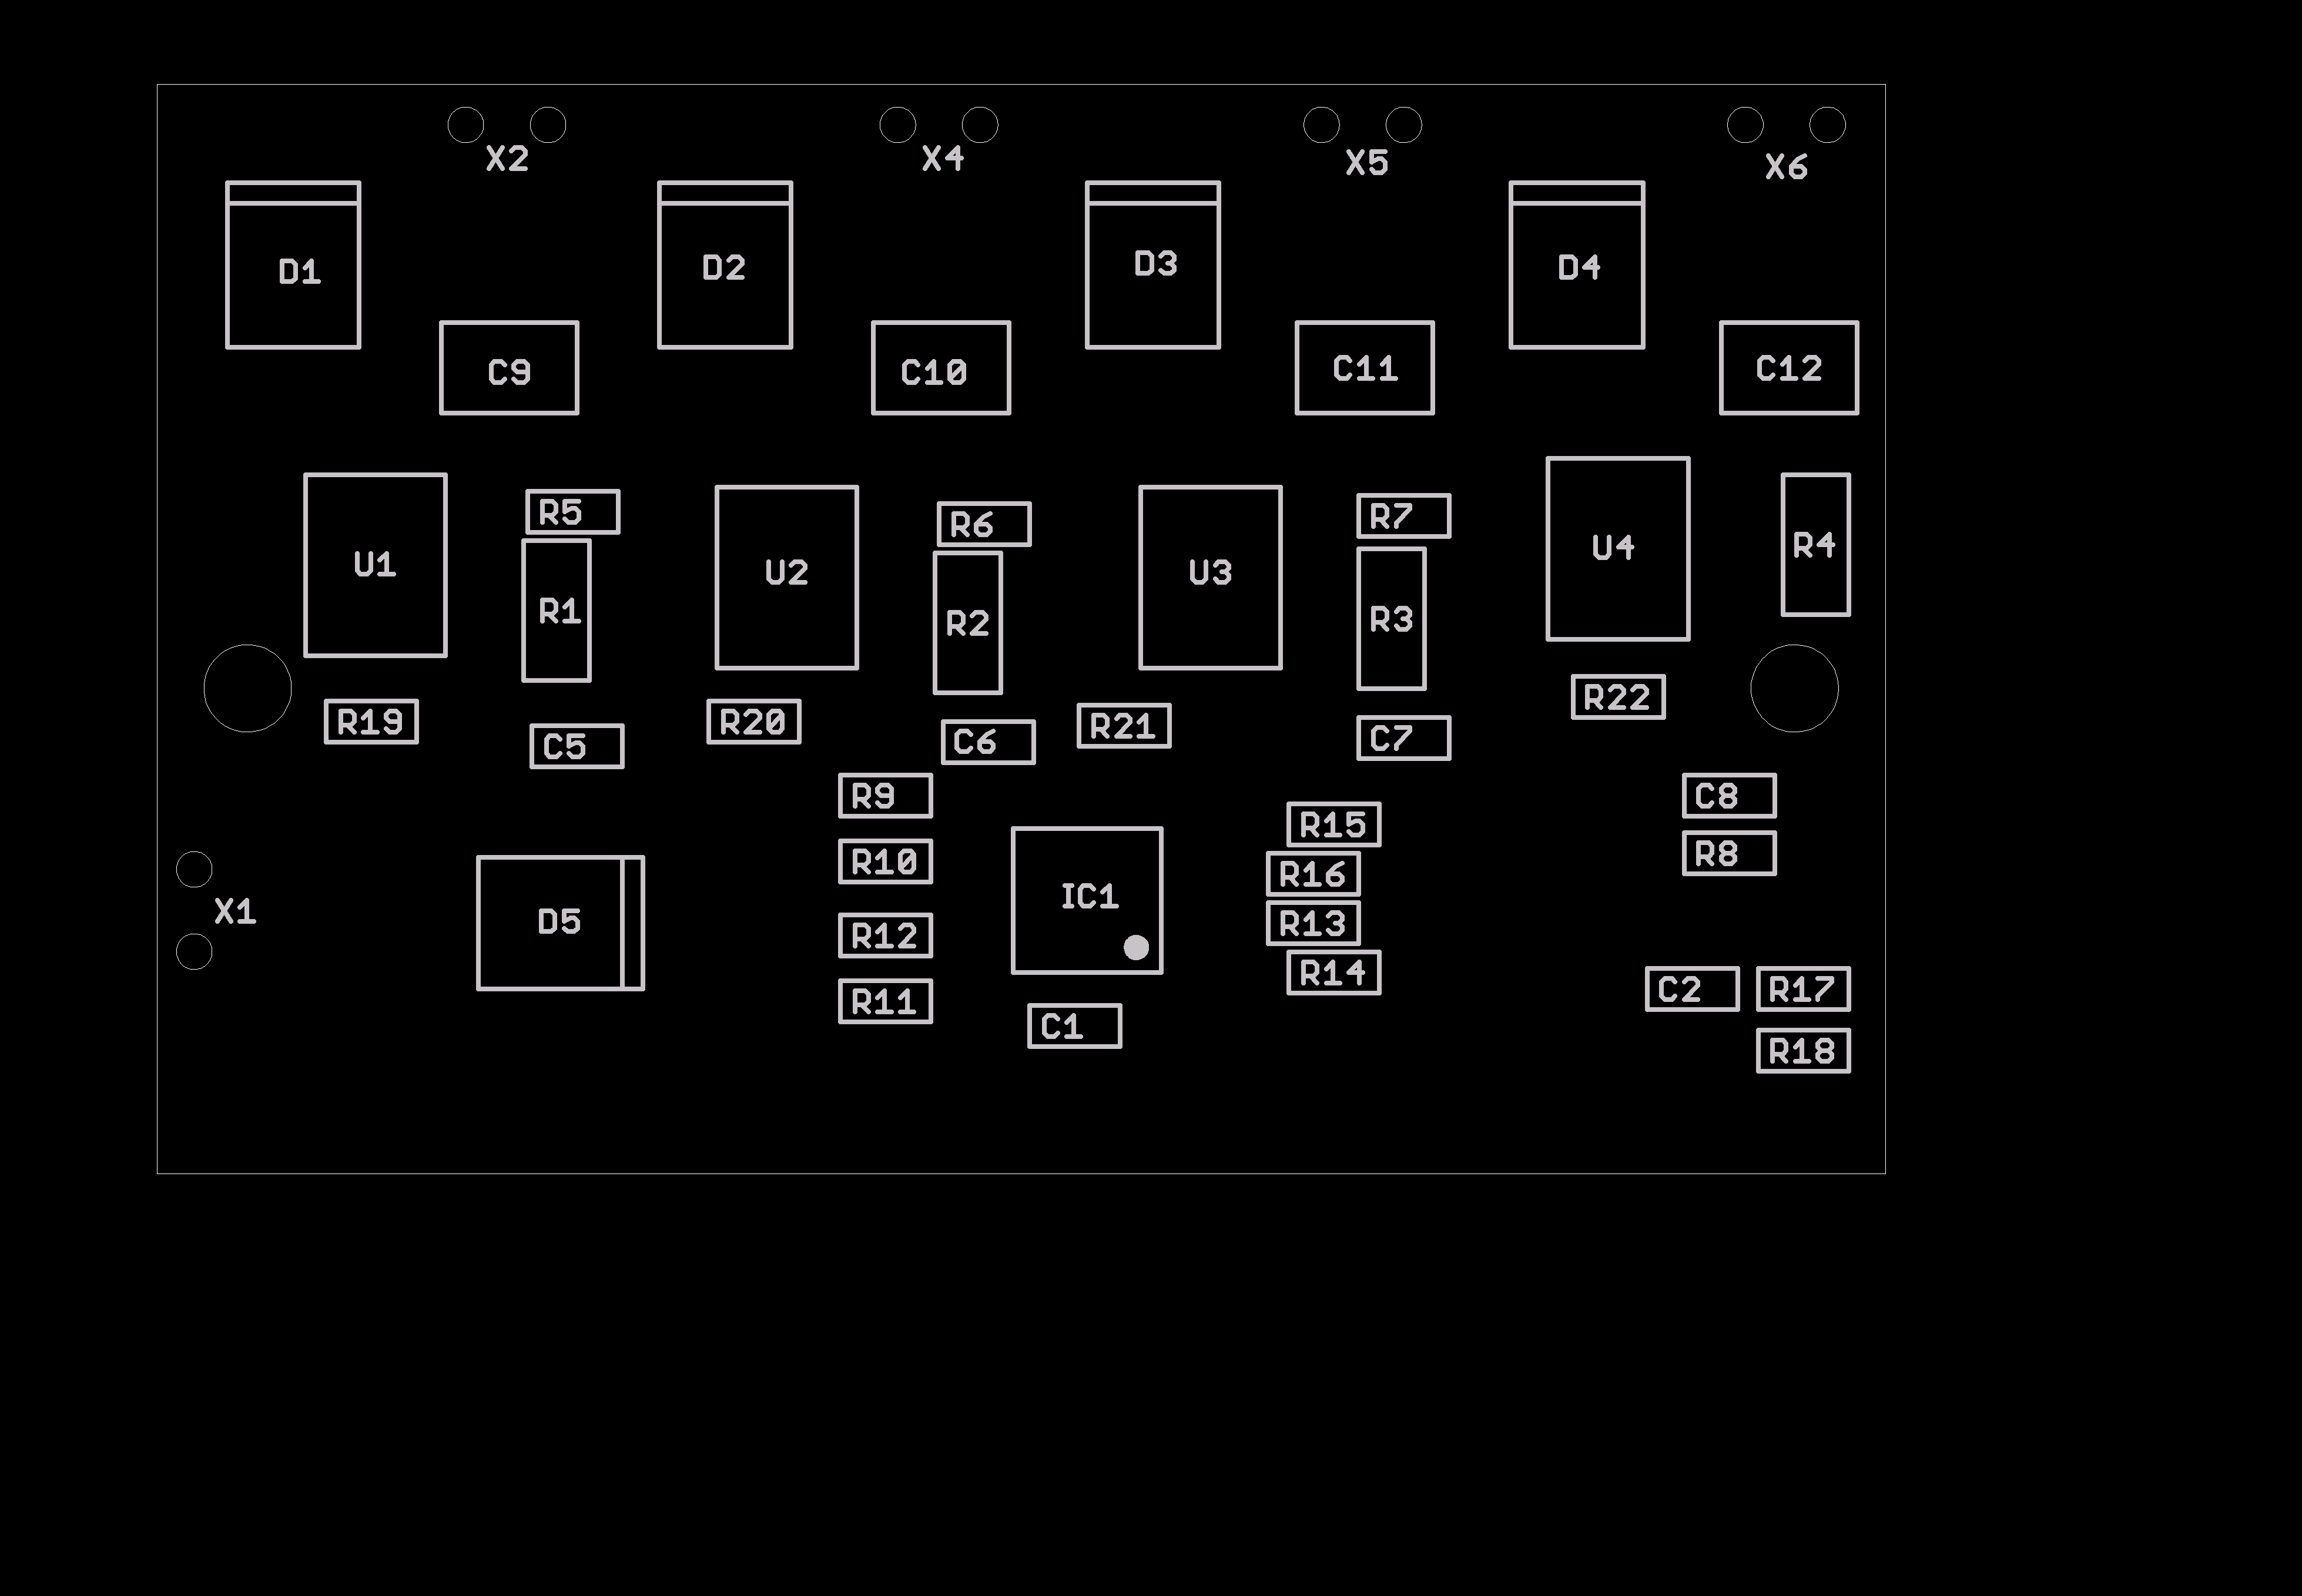 X2 X4 X5 X6
D1 D2 D3 D4
C9 C10 C11 C12
R5 R6 R7
U1 U2 U3 U4 R4
R1 R2 R3
R19 R20 R21 R22
C5 C6 C7
R9 C8
R15
R10 R16 R8
X1 D5 IC1
R12 R13
R14
R11 C2 R17
C1 R18